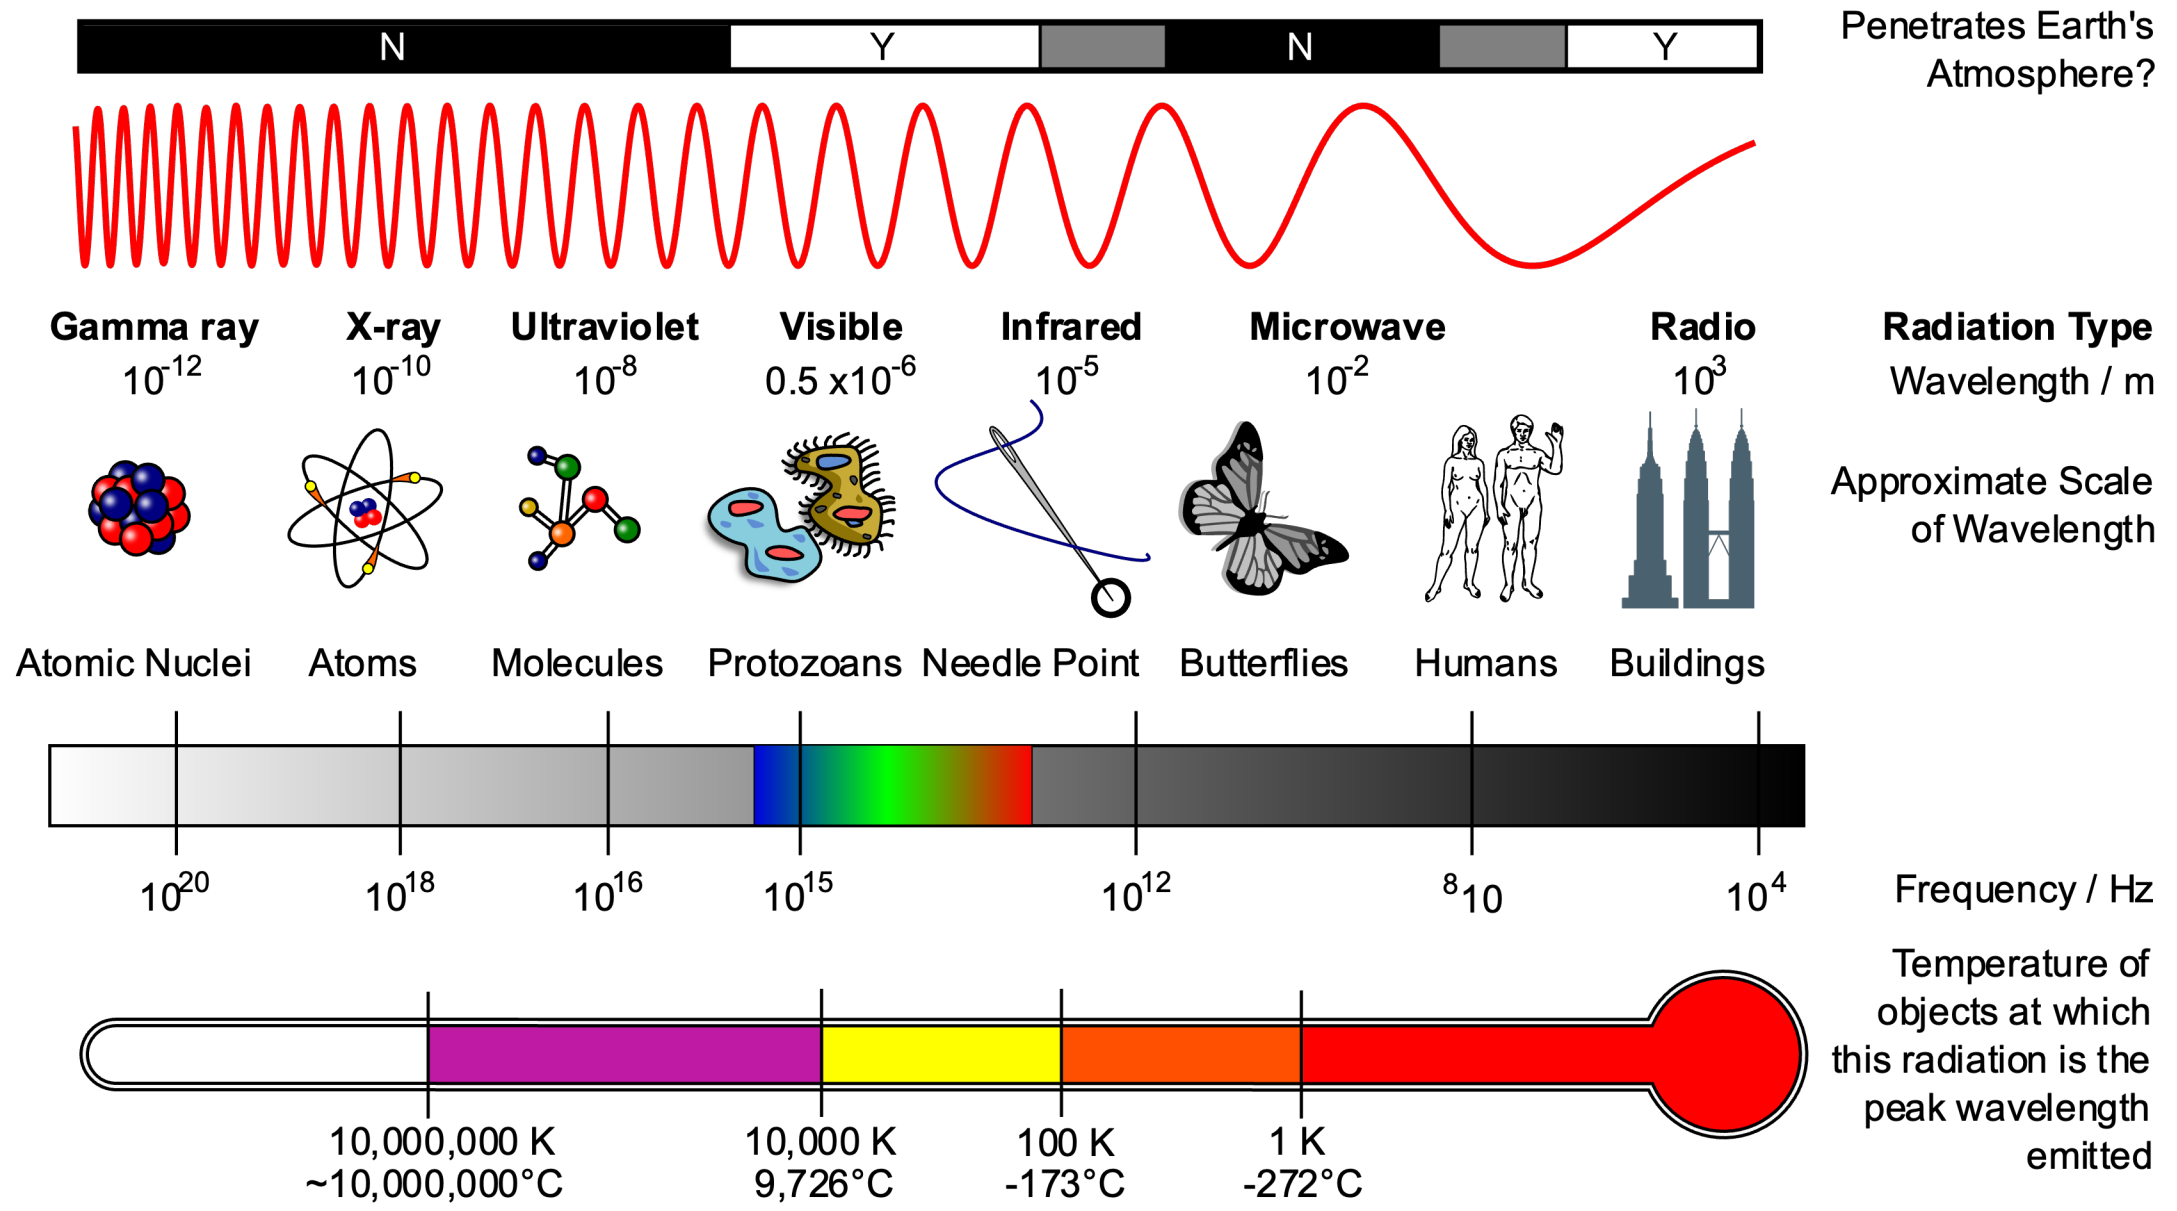 N Y N Y Penetrates Earth's
Atmosphere?
Gamma ray X-ray Ultraviolet Visible Infrared Microwave Radio Radiation Type
10⁻¹² 10⁻¹⁰ 10⁻⁸ 0.5 x10⁻⁶ 10⁻⁵ 10⁻² 10³ Wavelength / m
Approximate Scale
of Wavelength
Atomic Nuclei Atoms Molecules Protozoans Needle Point Butterflies Humans Buildings
10²⁰ 10¹⁸ 10¹⁶ 10¹⁵ 10¹² ⁸10 10⁴ Frequency / Hz
Temperature of
objects at which
this radiation is the
peak wavelength
emitted
10,000,000 K 10,000 K 100 K 1 K
~10,000,000°C 9,726°C -173°C -272°C